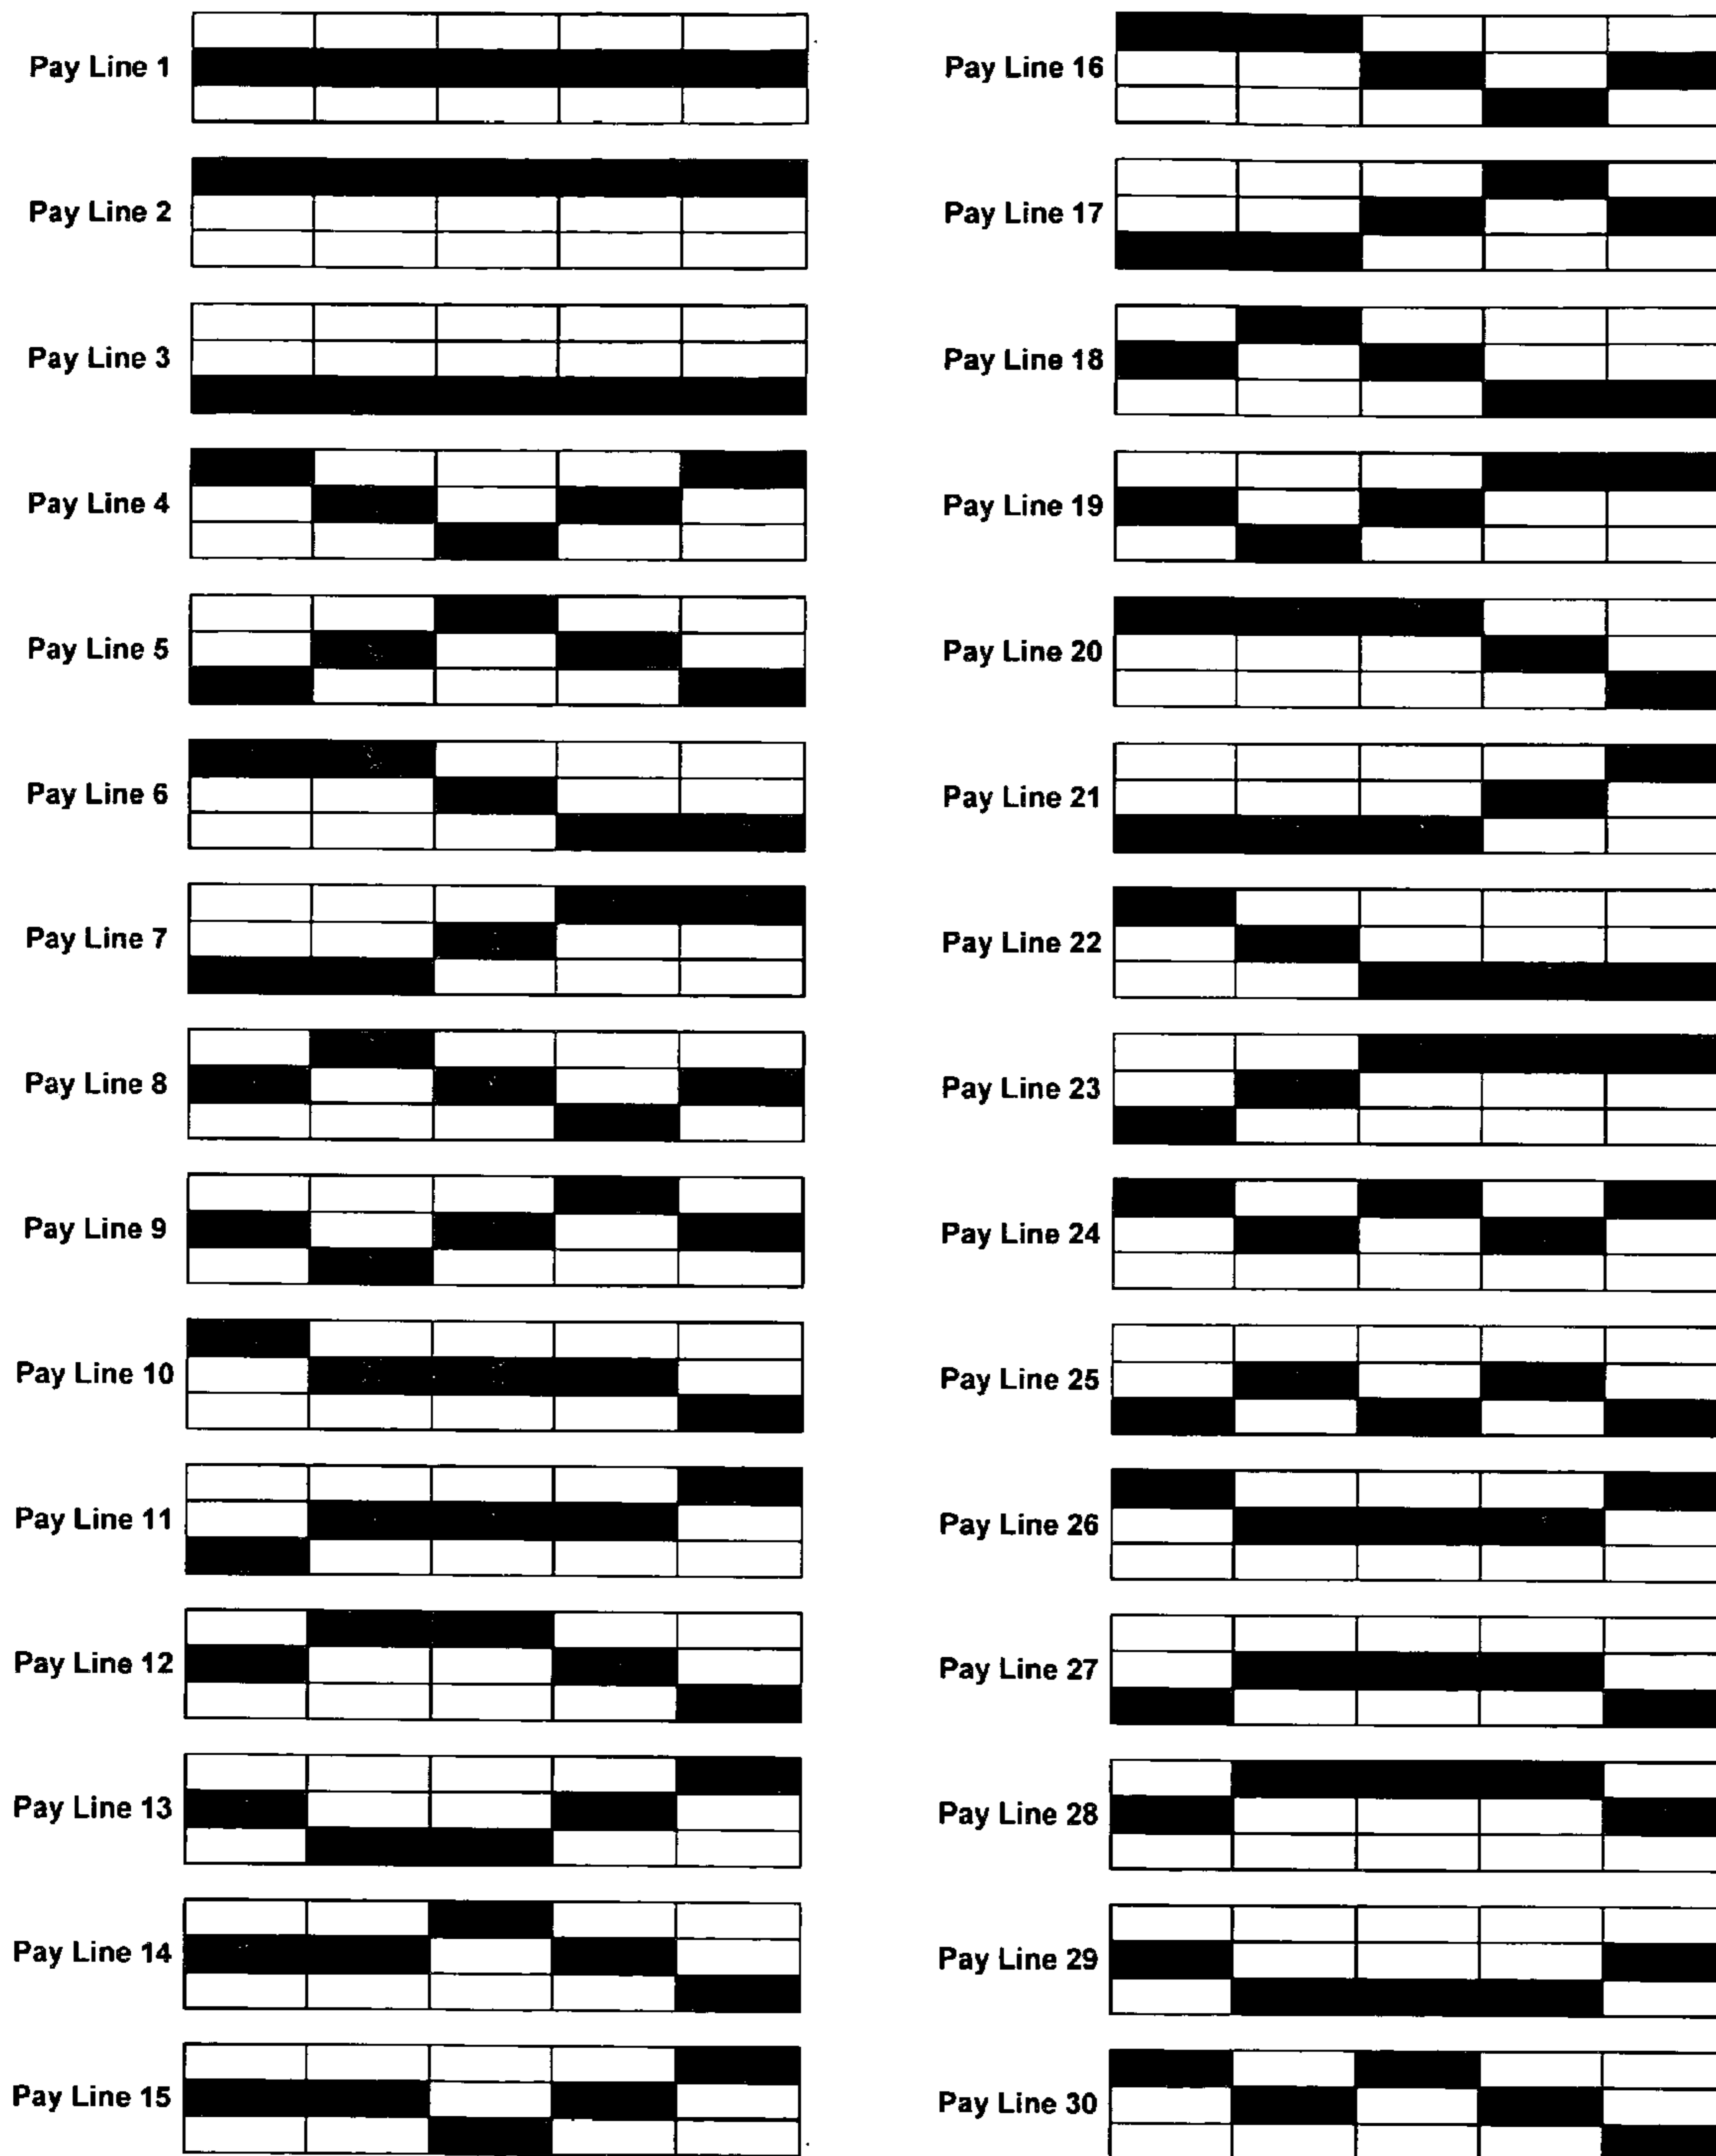 Pay Line 1
Pay Line 2
Pay Line 3
Pay Line 4
Pay Line 5
Pay Line 6
Pay Line 7
Pay Line 8
Pay Line 9
Pay Line 10
Pay Line 11
Pay Line 12
Pay Line 13
Pay Line 14
Pay Line 15
Pay Line 16
Pay Line 17
Pay Line 18
Pay Line 19
Pay Line 20
Pay Line 21
Pay Line 22
Pay Line 23
Pay Line 24
Pay Line 25
Pay Line 26
Pay Line 27
Pay Line 28
Pay Line 29
Pay Line 30